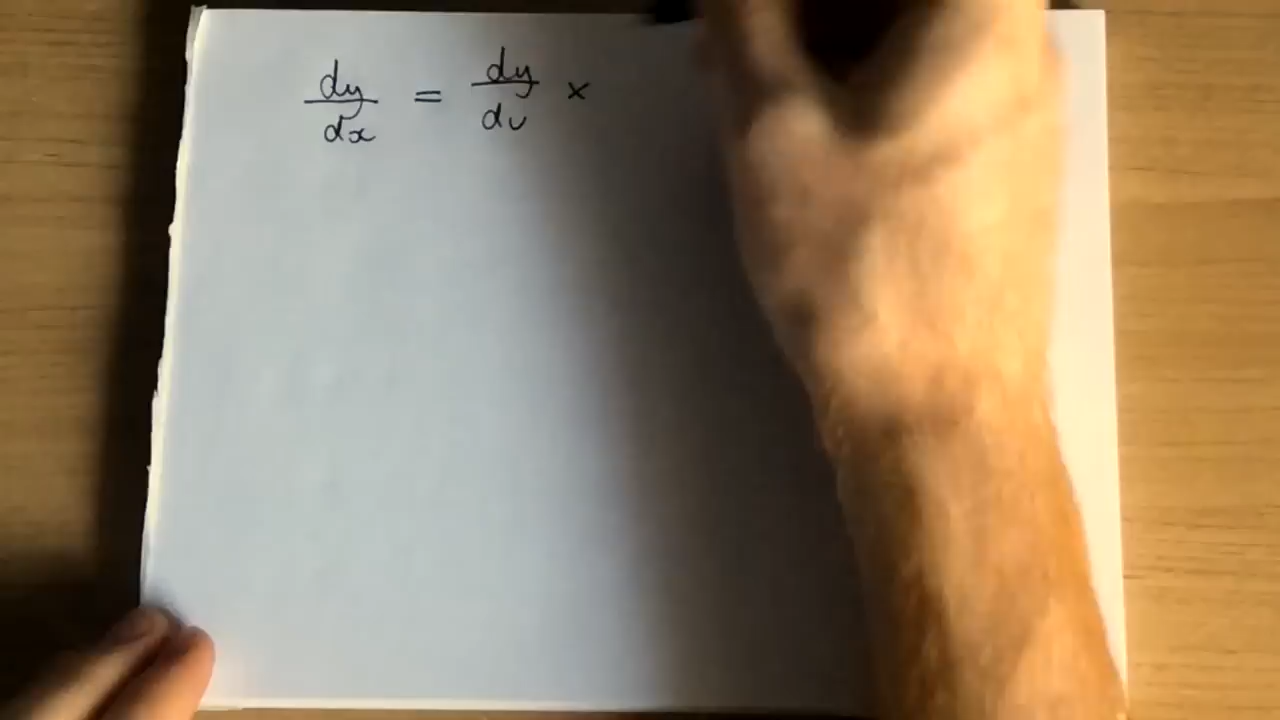 dy/dx = dy/du ×